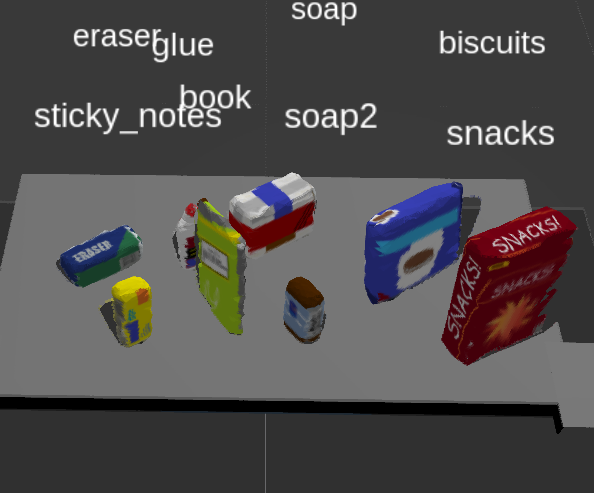 soap
eraser
glue
biscuits
book
sticky_notes
soap2
snacks
ERASER
SNACKS!
SNACKS!
SNACKS!